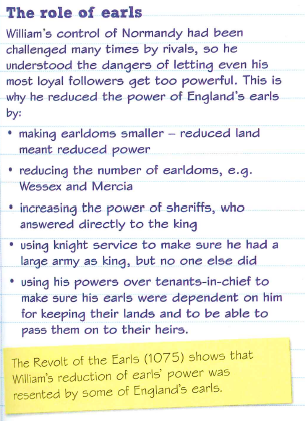 The role of earls
William's control of Normandy had been
challenged many times by rivals, so he
understood the dangers of letting even his
most loyal followers get too powerful. This is
why he reduced the power of England's earls
by:
• making earldoms smaller – reduced land
meant reduced power
• reducing the number of earldoms, e.g.
Wessex and Mercia
• increasing the power of sheriffs, who
answered directly to the king
• using knight service to make sure he had a
large army as king, but no one else did
• using his powers over tenants-in-chief to
make sure his earls were dependent on him
for keeping their lands and to be able to
pass them on to their heirs.
The Revolt of the Earls (1075) shows that
William's reduction of earls' power was
resented by some of England's earls.